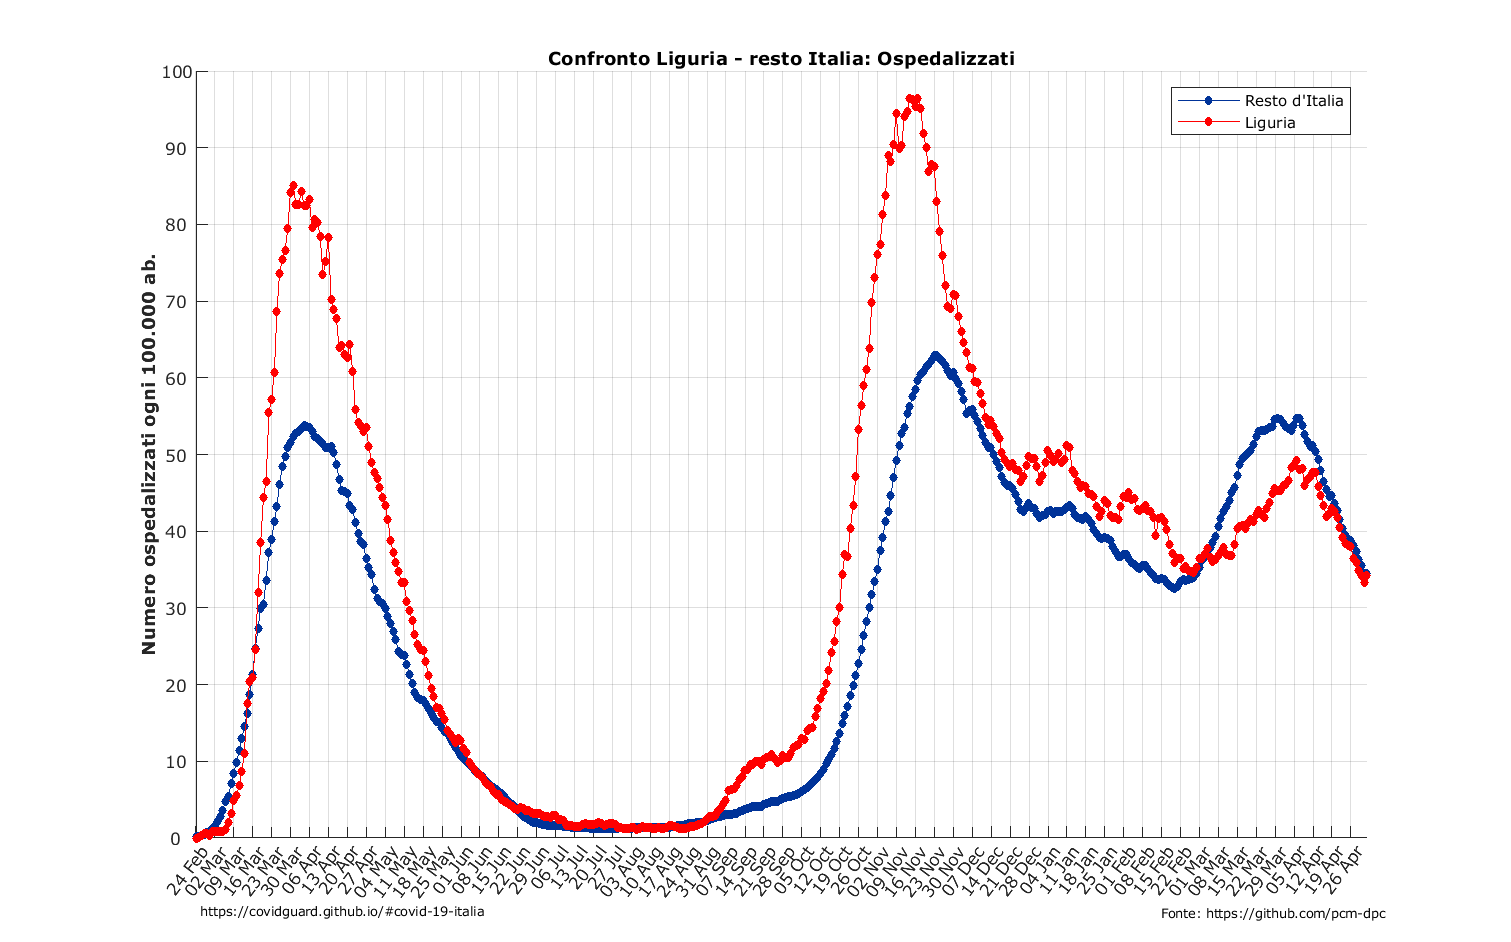 Confronto Liguria - resto Italia: Ospedalizzati
Resto d'Italia
Liguria
Numero ospedalizzati ogni 100.000 ab.
100
90
80
70
60
50
40
30
20
10
0
24 Feb
02 Mar
09 Mar
16 Mar
23 Mar
30 Mar
06 Apr
13 Apr
20 Apr
27 Apr
04 May
11 May
18 May
25 May
01 Jun
08 Jun
15 Jun
22 Jun
29 Jun
06 Jul
13 Jul
20 Jul
27 Jul
03 Aug
10 Aug
17 Aug
24 Aug
31 Aug
07 Sep
14 Sep
21 Sep
28 Sep
05 Oct
12 Oct
19 Oct
26 Oct
02 Nov
09 Nov
16 Nov
23 Nov
30 Nov
07 Dec
14 Dec
21 Dec
28 Dec
04 Jan
11 Jan
18 Jan
25 Jan
01 Feb
08 Feb
15 Feb
22 Feb
01 Mar
08 Mar
15 Mar
22 Mar
29 Mar
05 Apr
12 Apr
19 Apr
26 Apr
https://covidguard.github.io/#covid-19-italia
Fonte: https://github.com/pcm-dpc